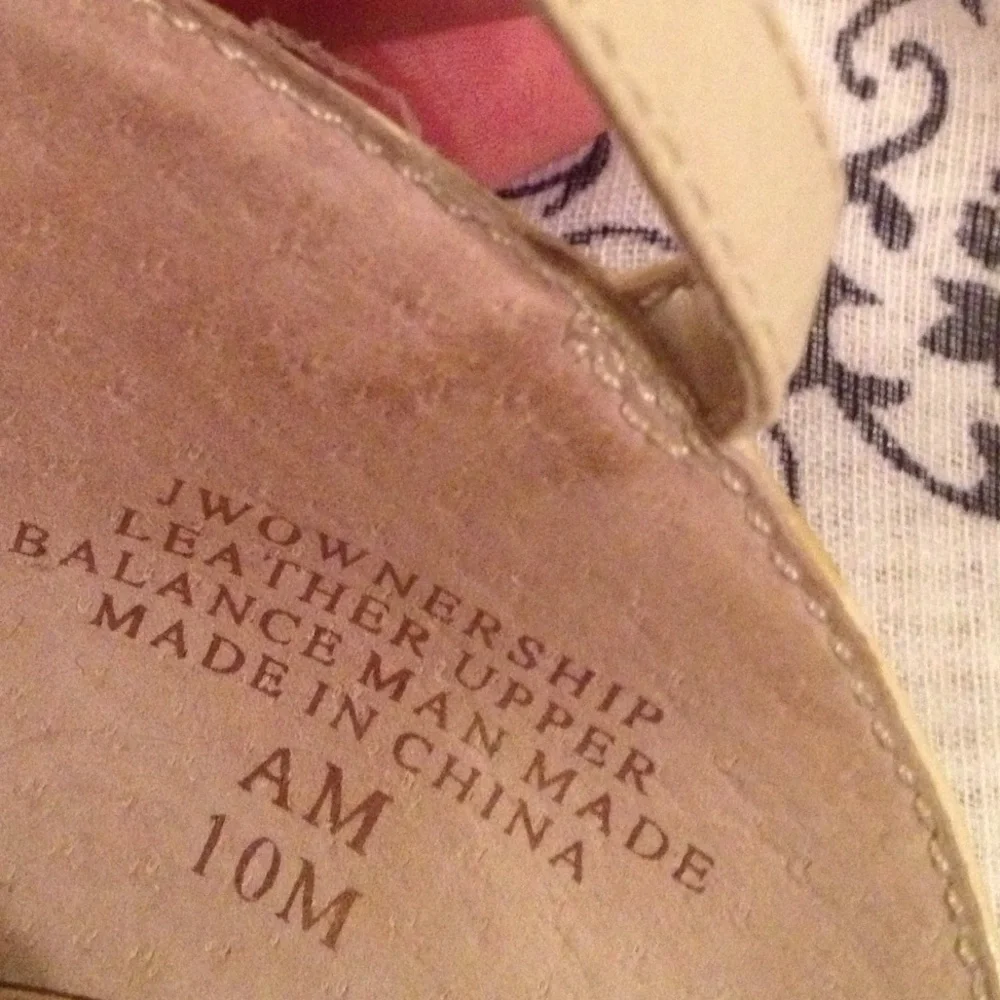 JWOWNERSHIP
LEATHER UPPER
BALANCE MAN MADE
MADE IN CHINA
AM
10M